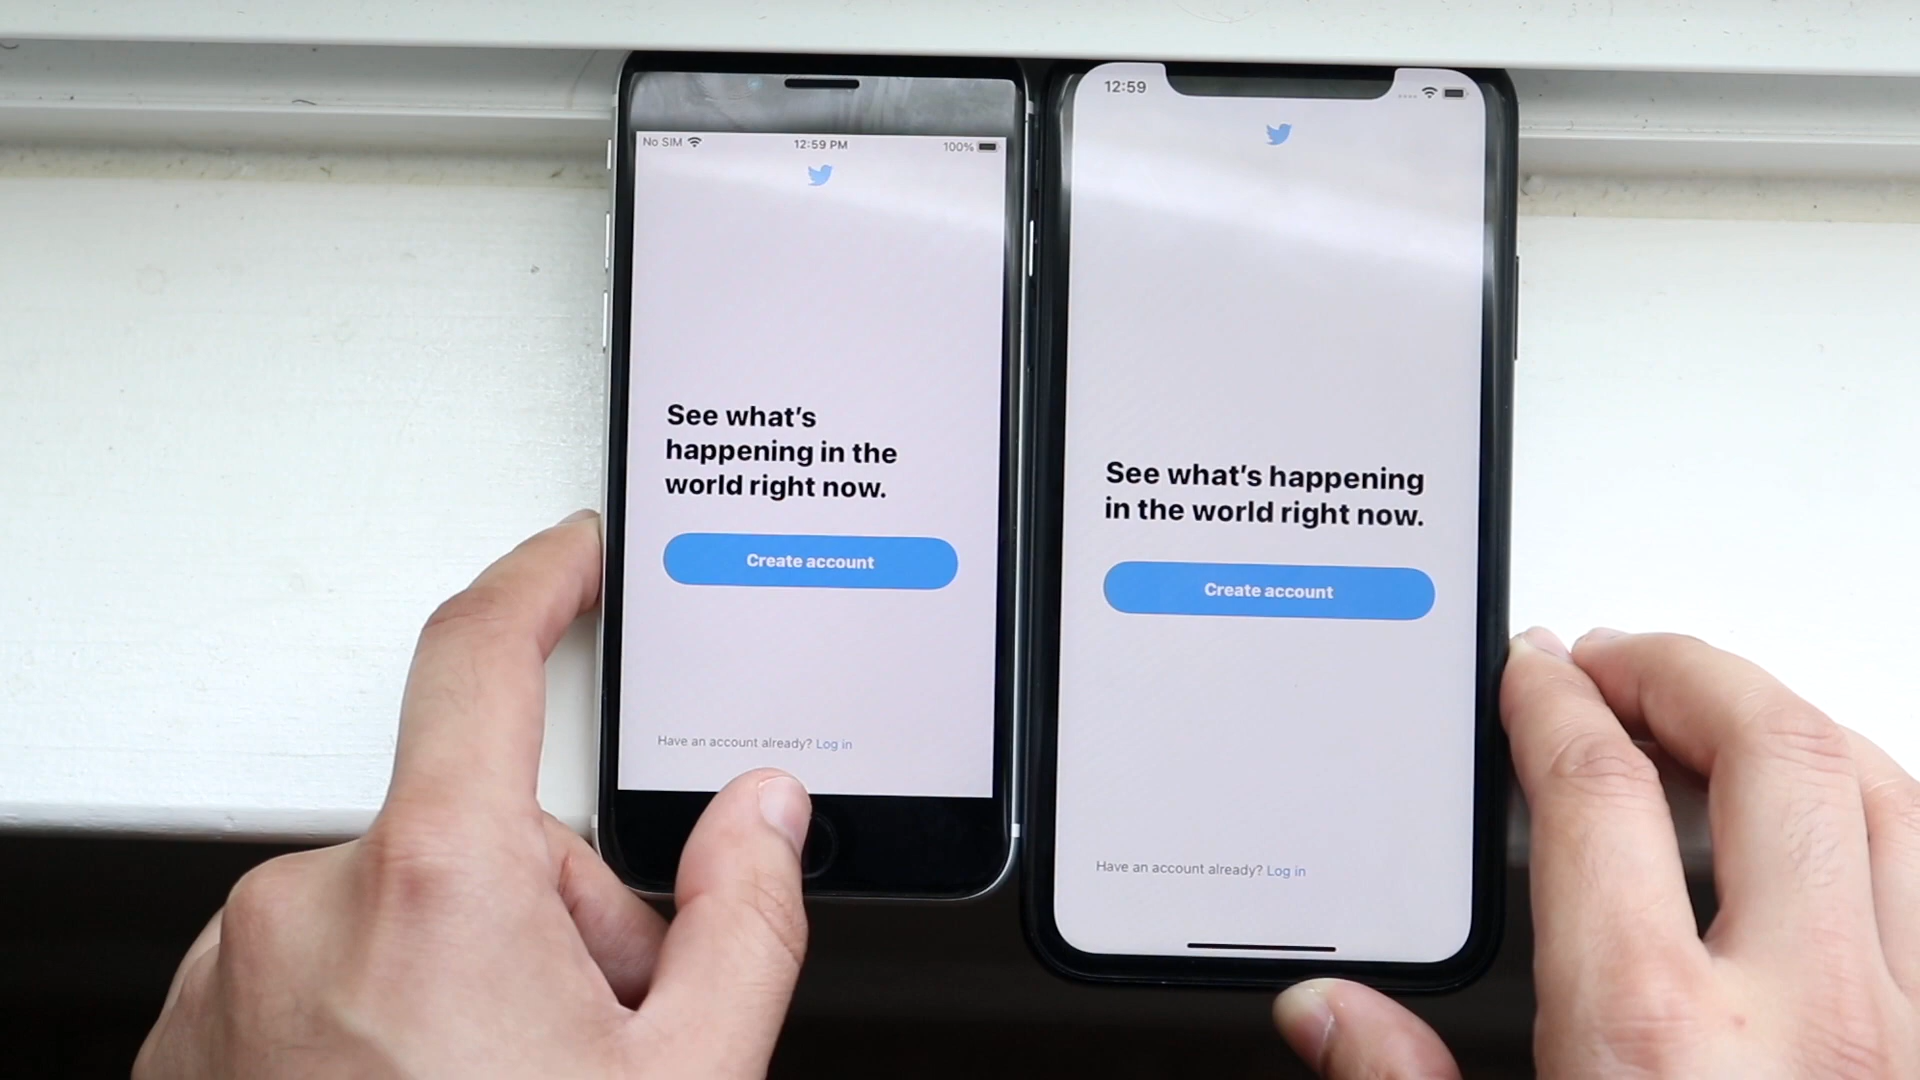 No SIM 12:59 PM 100%
See what's
happening in the
world right now.
Create account
Have an account already? Log in
12:59
See what's happening
in the world right now.
Create account
Have an account already? Log in